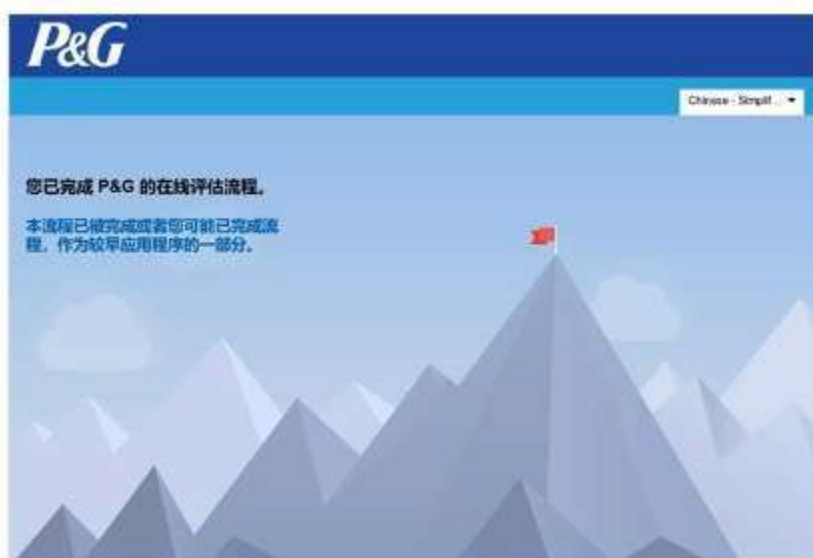 P&G
Chinese - Simplif...
您已完成 P&G 的在线评估流程。
本流程已被完成或者您可能已完成流
程，作为较早应用程序的一部分。